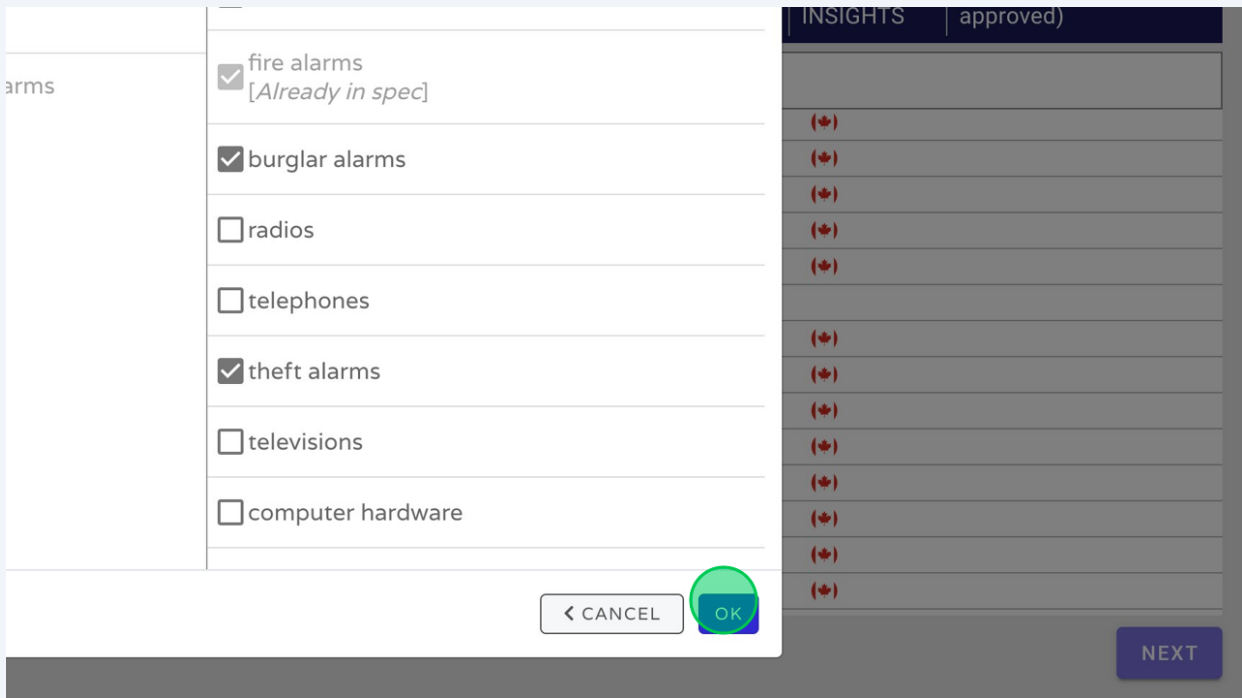 INSIGHTS
approved)
arms
fire alarms
[Already in spec]
burglar alarms
radios
telephones
theft alarms
televisions
computer hardware
CANCEL
OK
NEXT